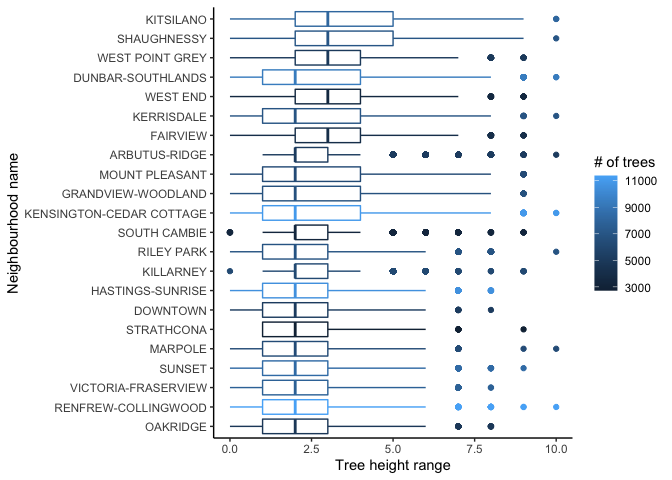 KITSILANO
SHAUGHNESSY
WEST POINT GREY
DUNBAR-SOUTHLANDS
WEST END
KERRISDALE
FAIRVIEW
ARBUTUS-RIDGE
MOUNT PLEASANT
GRANDVIEW-WOODLAND
KENSINGTON-CEDAR COTTAGE
SOUTH CAMBIE
RILEY PARK
KILLARNEY
HASTINGS-SUNRISE
DOWNTOWN
STRATHCONA
MARPOLE
SUNSET
VICTORIA-FRASERVIEW
RENFREW-COLLINGWOOD
OAKRIDGE
Neighbourhood name
0.0 2.5 5.0 7.5 10.0
Tree height range
# of trees
11000
9000
7000
5000
3000